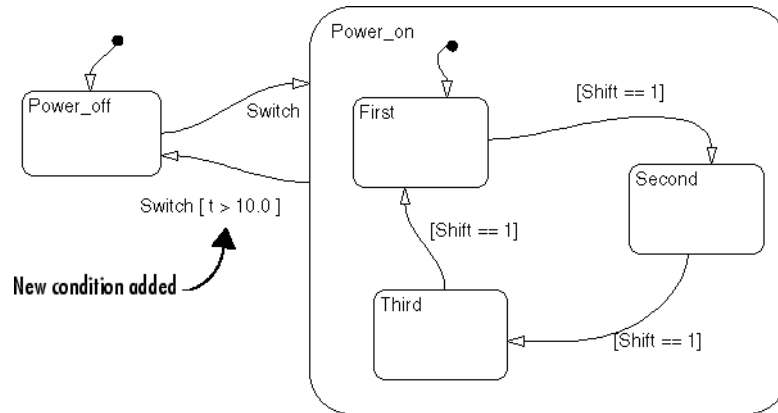 Power_on
Power_off
Switch
First
[Shift == 1]
Second
Switch [ t > 10.0 ]
[Shift == 1]
New condition added
Third
[Shift == 1]